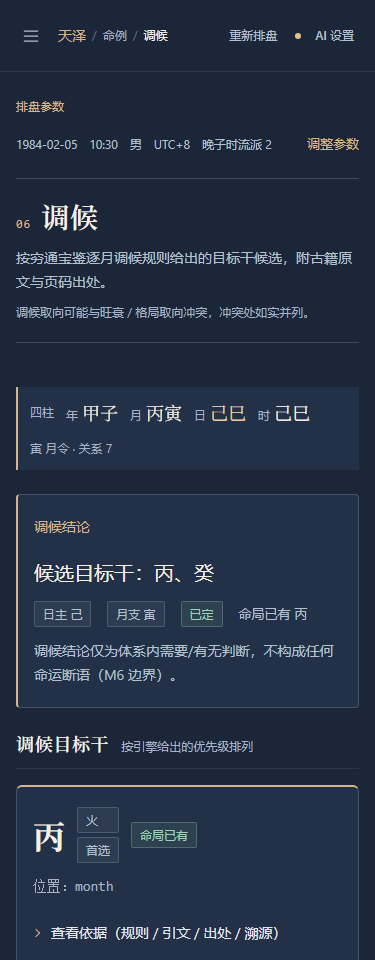 天泽 / 命例 / 调候 重新排盘 AI 设置
排盘参数
1984-02-05 10:30 男 UTC+8 晚子时流派 2 调整参数
06 调候
按穷通宝鉴逐月调候规则给出的目标干候选，附古籍原
文与页码出处。
调候取向可能与旺衰 / 格局取向冲突，冲突处如实并列。
四柱 年 甲子 月 丙寅 日 己巳 时 己巳
寅 月令 · 关系 7
调候结论
候选目标干：丙、癸
日主 己 月支 寅 已定 命局已有 丙
调候结论仅为体系内需要/有无判断，不构成任何
命运断语（M6 边界）。
调候目标干 按引擎给出的优先级排列
丙 火 首选 命局已有
位置：month
查看依据（规则 / 引文 / 出处 / 溯源）